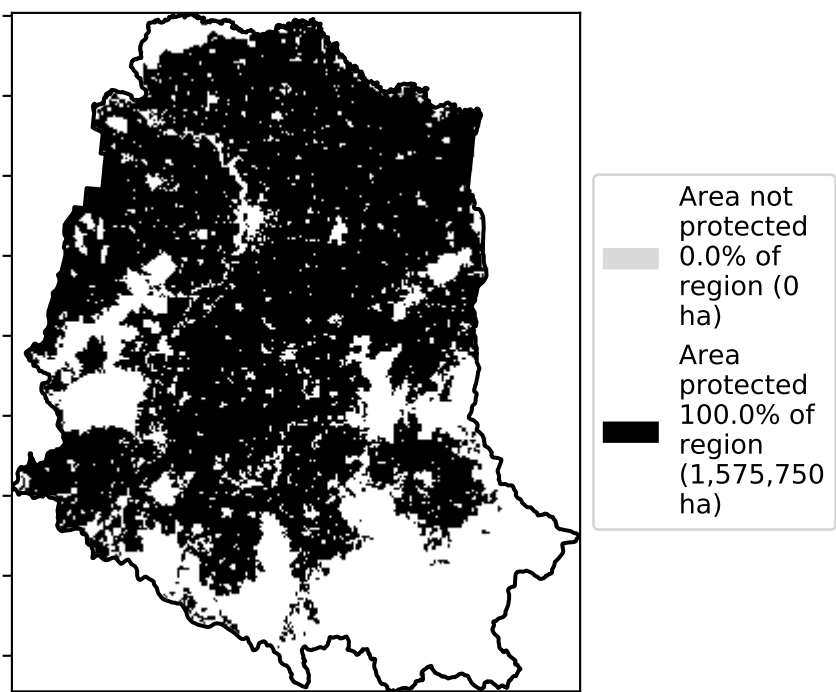 Area not
protected
0.0% of
region (0
ha)
Area
protected
100.0% of
region
(1,575,750
ha)